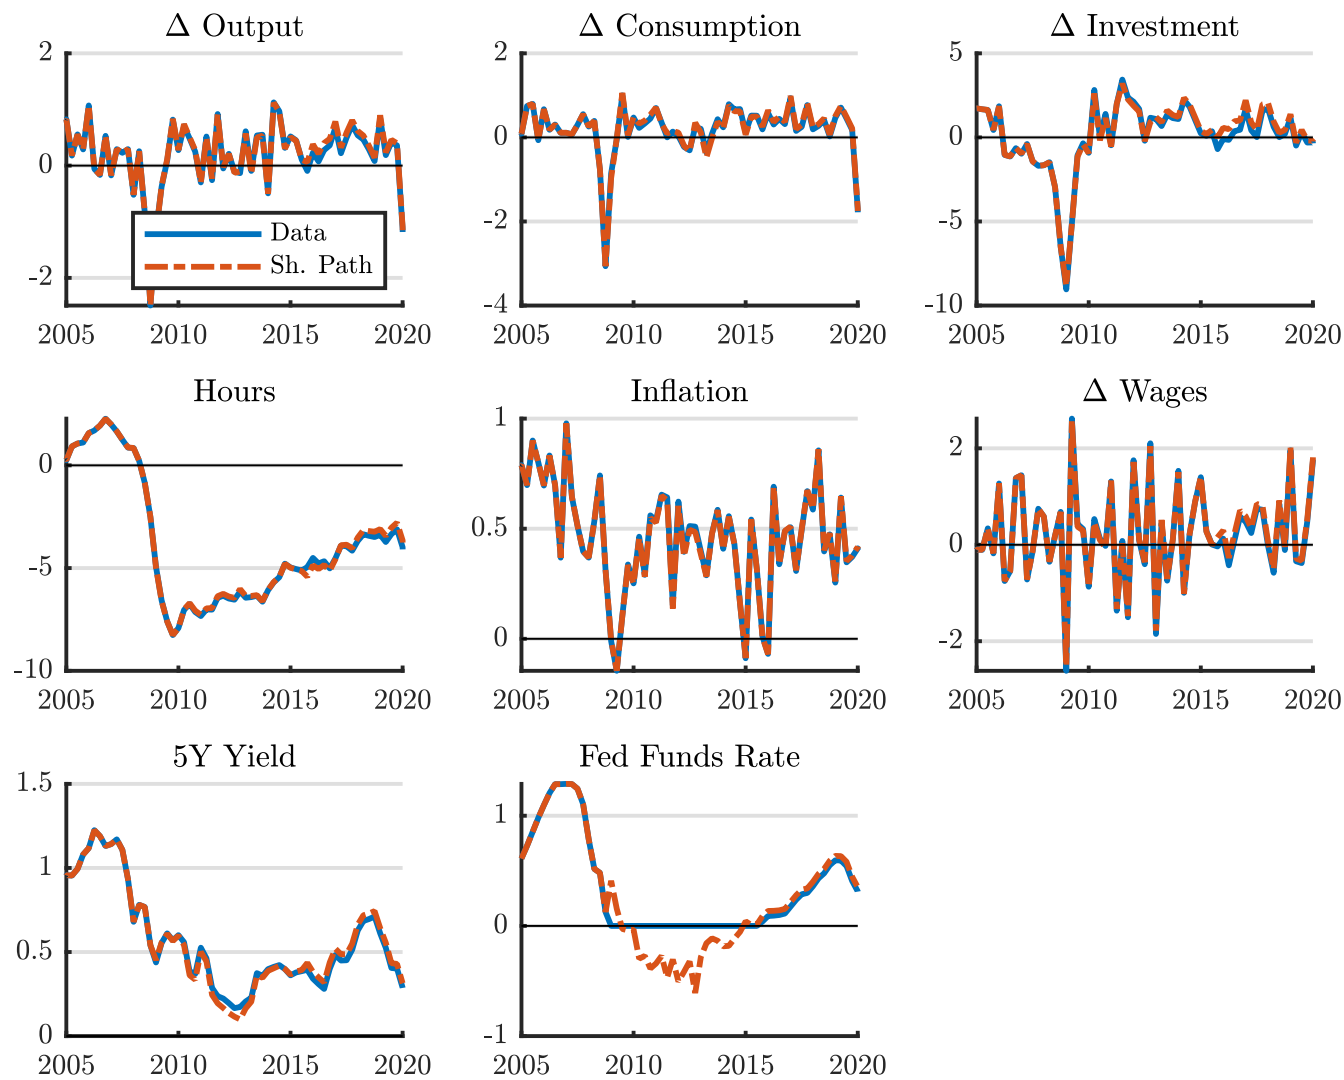 Δ Output
2
0
-2
Data
Sh. Path
2005 2010 2015 2020
Δ Consumption
2
0
-2
-4
2005 2010 2015 2020
Δ Investment
5
0
-5
-10
2005 2010 2015 2020
Hours
0
-5
-10
2005 2010 2015 2020
Inflation
1
0.5
0
2005 2010 2015 2020
Δ Wages
2
0
-2
2005 2010 2015 2020
5Y Yield
1.5
1
0.5
0
2005 2010 2015 2020
Fed Funds Rate
1
0
-1
2005 2010 2015 2020